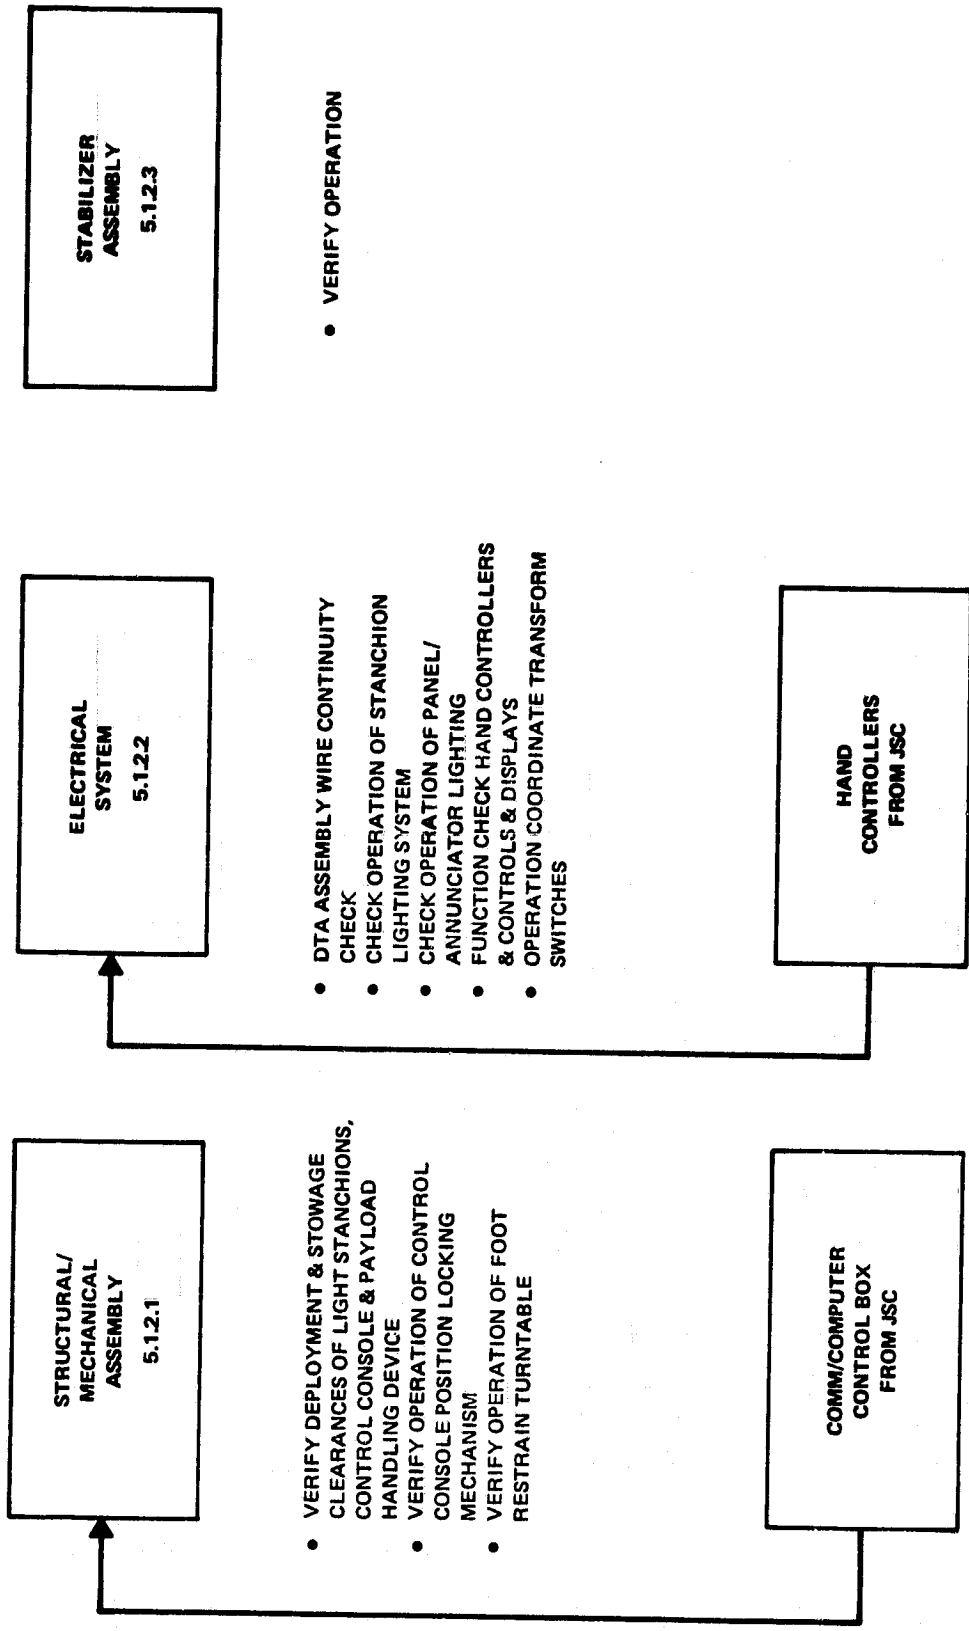 STRUCTURAL/
MECHANICAL
ASSEMBLY
5.1.2.1
• VERIFY DEPLOYMENT & STOWAGE
CLEARANCES OF LIGHT STANCHIONS,
CONTROL CONSOLE & PAYLOAD
HANDLING DEVICE
• VERIFY OPERATION OF CONTROL
CONSOLE POSITION LOCKING
MECHANISM
• VERIFY OPERATION OF FOOT
RESTRAIN TURNTABLE
COMM/COMPUTER
CONTROL BOX
FROM JSC
ELECTRICAL
SYSTEM
5.1.2.2
• DTA ASSEMBLY WIRE CONTINUITY
CHECK
• CHECK OPERATION OF STANCHION
LIGHTING SYSTEM
• CHECK OPERATION OF PANEL/
ANNUNCIATOR LIGHTING
• FUNCTION CHECK HAND CONTROLLERS
& CONTROLS & DISPLAYS
• OPERATION COORDINATE TRANSFORM
SWITCHES
HAND
CONTROLLERS
FROM JSC
STABILIZER
ASSEMBLY
5.1.2.3
• VERIFY OPERATION